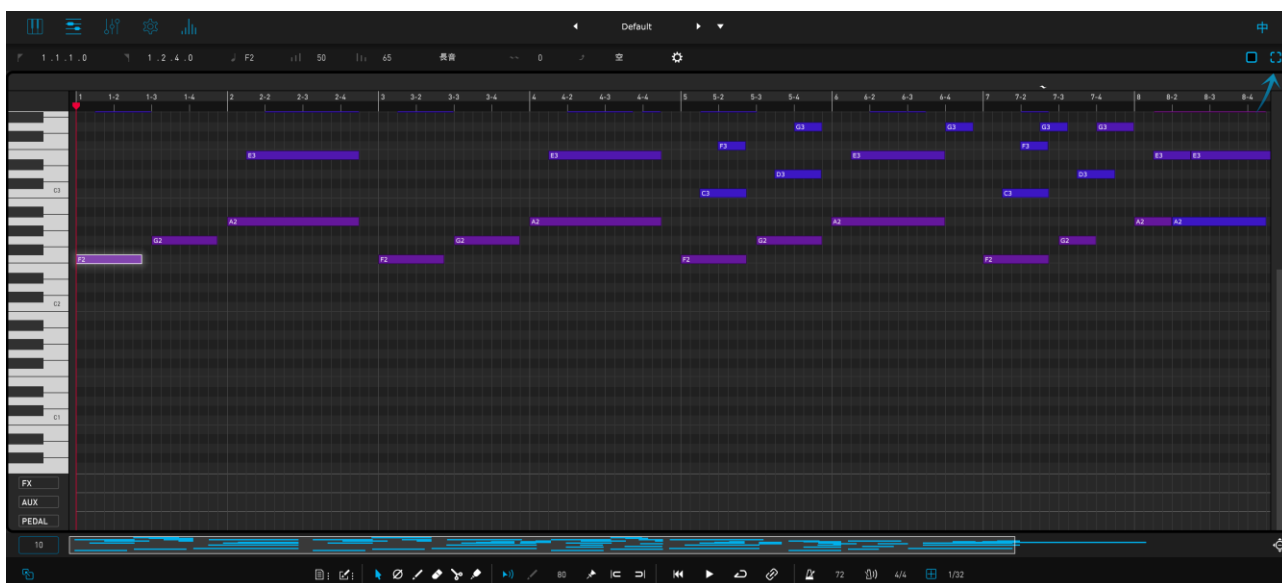 Default
中
1 . 1 . 1 . 0 1 . 2 . 4 . 0 F2 50 65 長音 0 空
1 1-2 1-3 1-4 2 2-2 2-3 2-4 3 3-2 3-3 3-4 4 4-2 4-3 4-4 5 5-2 5-3 5-4 6 6-2 6-3 6-4 7 7-2 7-3 7-4 8 8-2 8-3 8-4
G3 G3 G3 G3
F3 F3
E3 E3 E3 E3 E3
D3 D3
C3 C3 C3
A2 A2 A2 A2 A2
G2 G2 G2 G2
F2 F2 F2 F2
C2
C1
FX
AUX
PEDAL
10
80 72 4/4 1/32